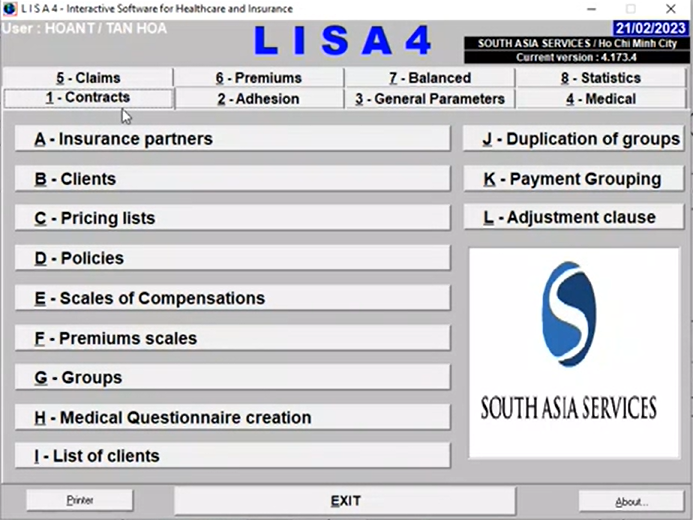 L I S A 4 - Interactive Software for Healthcare and Insurance
User : HOANT / TAN HOA
L I S A 4
21/02/2023
SOUTH ASIA SERVICES / Ho Chi Minh City
Current version : 4.173.4
5 - Claims
6 - Premiums
7 - Balanced
8 - Statistics
1 - Contracts
2 - Adhesion
3 - General Parameters
4 - Medical
A - Insurance partners
B - Clients
C - Pricing lists
D - Policies
E - Scales of Compensations
F - Premiums scales
G - Groups
H - Medical Questionnaire creation
I - List of clients
J - Duplication of groups
K - Payment Grouping
L - Adjustment clause
SOUTH ASIA SERVICES
Printer
EXIT
About...